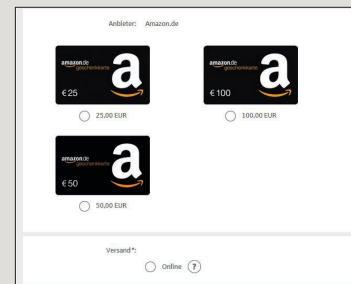 Anbieter: Amazon.de
amazon.de
geschenkkarte
a
€25
amazon.de
geschenkkarte
a
€100
25,00 EUR
100,00 EUR
amazon.de
geschenkkarte
a
€50
50,00 EUR
Versand*:
Online ?